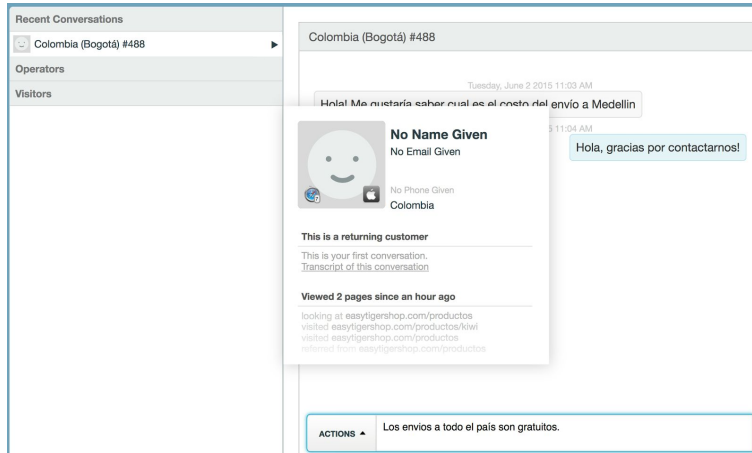 Recent Conversations
Colombia (Bogotá) #488
Operators
Visitors
Colombia (Bogotá) #488
Tuesday, June 2 2015 11:03 AM
Hola! Me gustaría saber cual es el costo del envío a Medellin
5 11:04 AM
Hola, gracias por contactarnos!
No Name Given
No Email Given
No Phone Given
Colombia
This is a returning customer
This is your first conversation.
Transcript of this conversation
Viewed 2 pages since an hour ago
looking at easytigershop.com/productos
visited easytigershop.com/productos/kiwi
visited easytigershop.com/productos
referred from easytigershop.com/productos
ACTIONS
Los envios a todo el país son gratuitos.